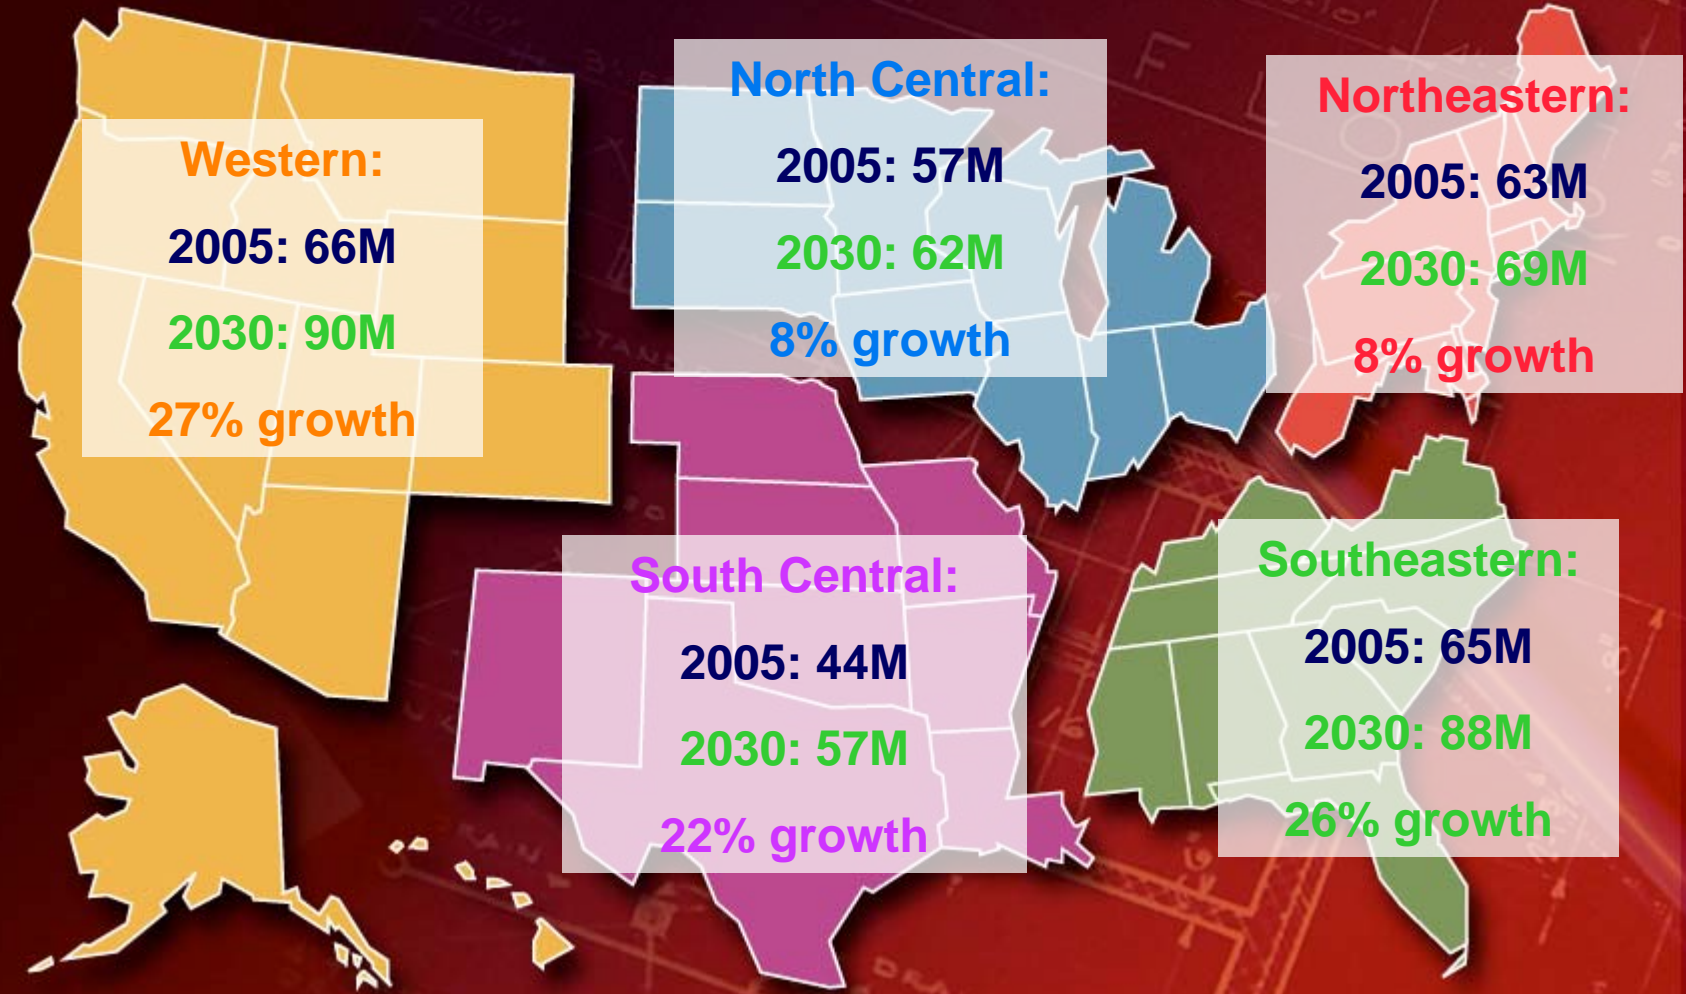 Western:
2005: 66M
2030: 90M
27% growth
North Central:
2005: 57M
2030: 62M
8% growth
Northeastern:
2005: 63M
2030: 69M
8% growth
South Central:
2005: 44M
2030: 57M
22% growth
Southeastern:
2005: 65M
2030: 88M
26% growth